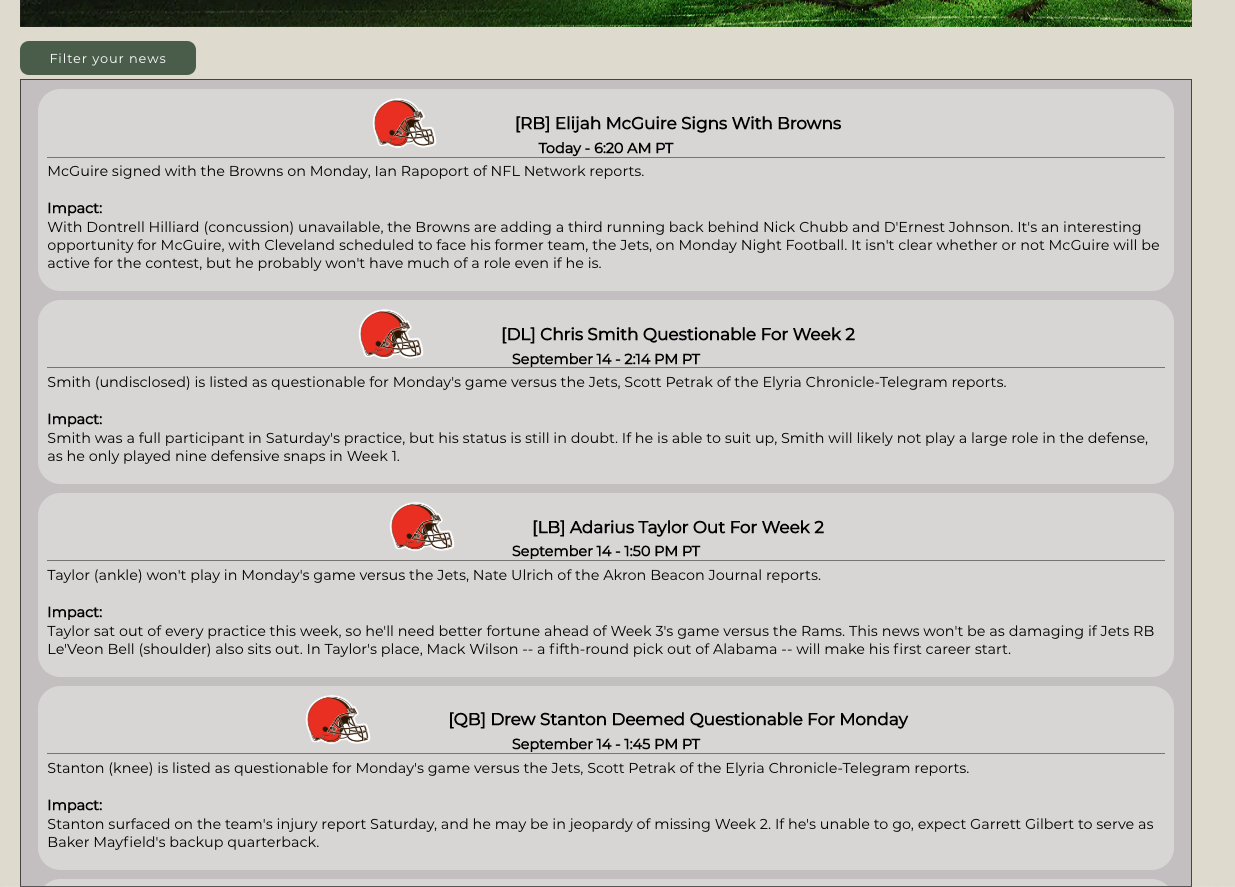 Filter your news
[RB] Elijah McGuire Signs With Browns
Today - 6:20 AM PT
McGuire signed with the Browns on Monday, Ian Rapoport of NFL Network reports.
Impact:
With Dontrell Hilliard (concussion) unavailable, the Browns are adding a third running back behind Nick Chubb and D'Ernest Johnson. It's an interesting
opportunity for McGuire, with Cleveland scheduled to face his former team, the Jets, on Monday Night Football. It isn't clear whether or not McGuire will be
active for the contest, but he probably won't have much of a role even if he is.
[DL] Chris Smith Questionable For Week 2
September 14 - 2:14 PM PT
Smith (undisclosed) is listed as questionable for Monday's game versus the Jets, Scott Petrak of the Elyria Chronicle-Telegram reports.
Impact:
Smith was a full participant in Saturday's practice, but his status is still in doubt. If he is able to suit up, Smith will likely not play a large role in the defense,
as he only played nine defensive snaps in Week 1.
[LB] Adarius Taylor Out For Week 2
September 14 - 1:50 PM PT
Taylor (ankle) won't play in Monday's game versus the Jets, Nate Ulrich of the Akron Beacon Journal reports.
Impact:
Taylor sat out of every practice this week, so he'll need better fortune ahead of Week 3's game versus the Rams. This news won't be as damaging if Jets RB
Le'Veon Bell (shoulder) also sits out. In Taylor's place, Mack Wilson -- a fifth-round pick out of Alabama -- will make his first career start.
[QB] Drew Stanton Deemed Questionable For Monday
September 14 - 1:45 PM PT
Stanton (knee) is listed as questionable for Monday's game versus the Jets, Scott Petrak of the Elyria Chronicle-Telegram reports.
Impact:
Stanton surfaced on the team's injury report Saturday, and he may be in jeopardy of missing Week 2. If he's unable to go, expect Garrett Gilbert to serve as
Baker Mayfield's backup quarterback.